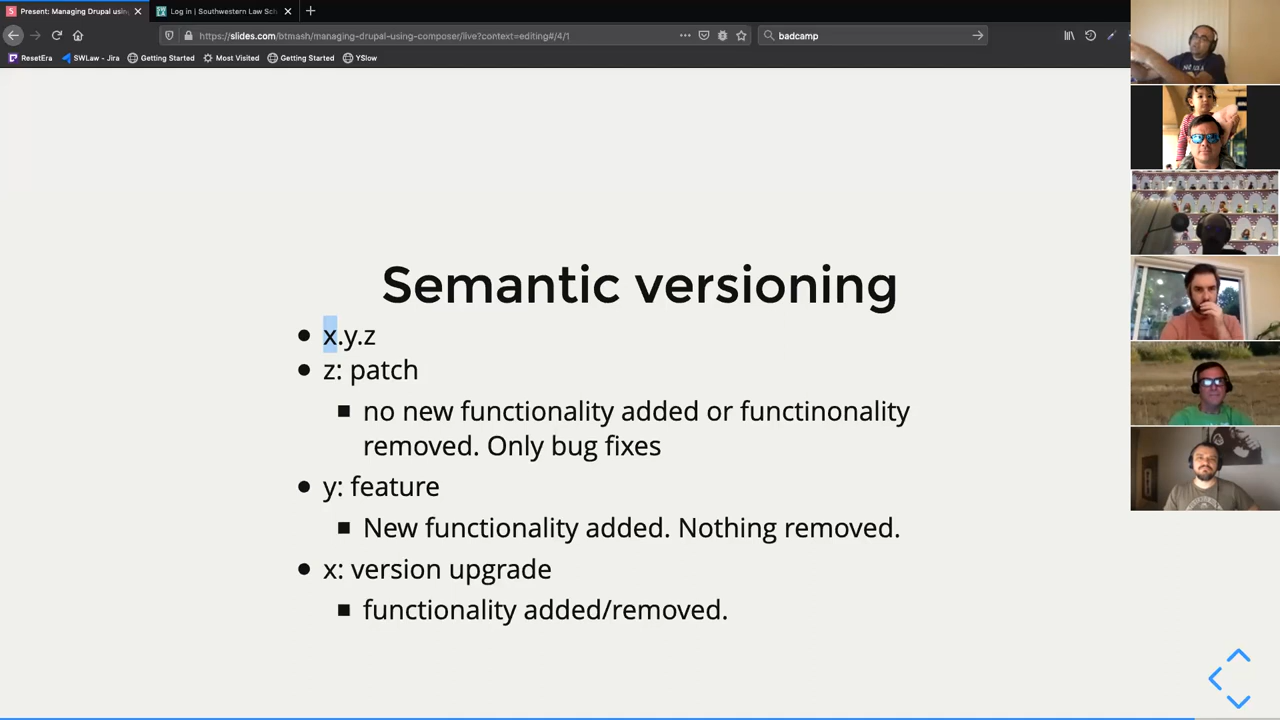 Present: Managing Drupal usin
Log in | Southwestern Law Sch
https://slides.com/btmash/managing-drupal-using-composer/live?context=editing#/4/1
badcamp
ResetEra
SWLaw - Jira
Getting Started
Most Visited
Getting Started
YSlow
Semantic versioning
x.y.z
z: patch
no new functionality added or functinonality
removed. Only bug fixes
y: feature
New functionality added. Nothing removed.
x: version upgrade
functionality added/removed.